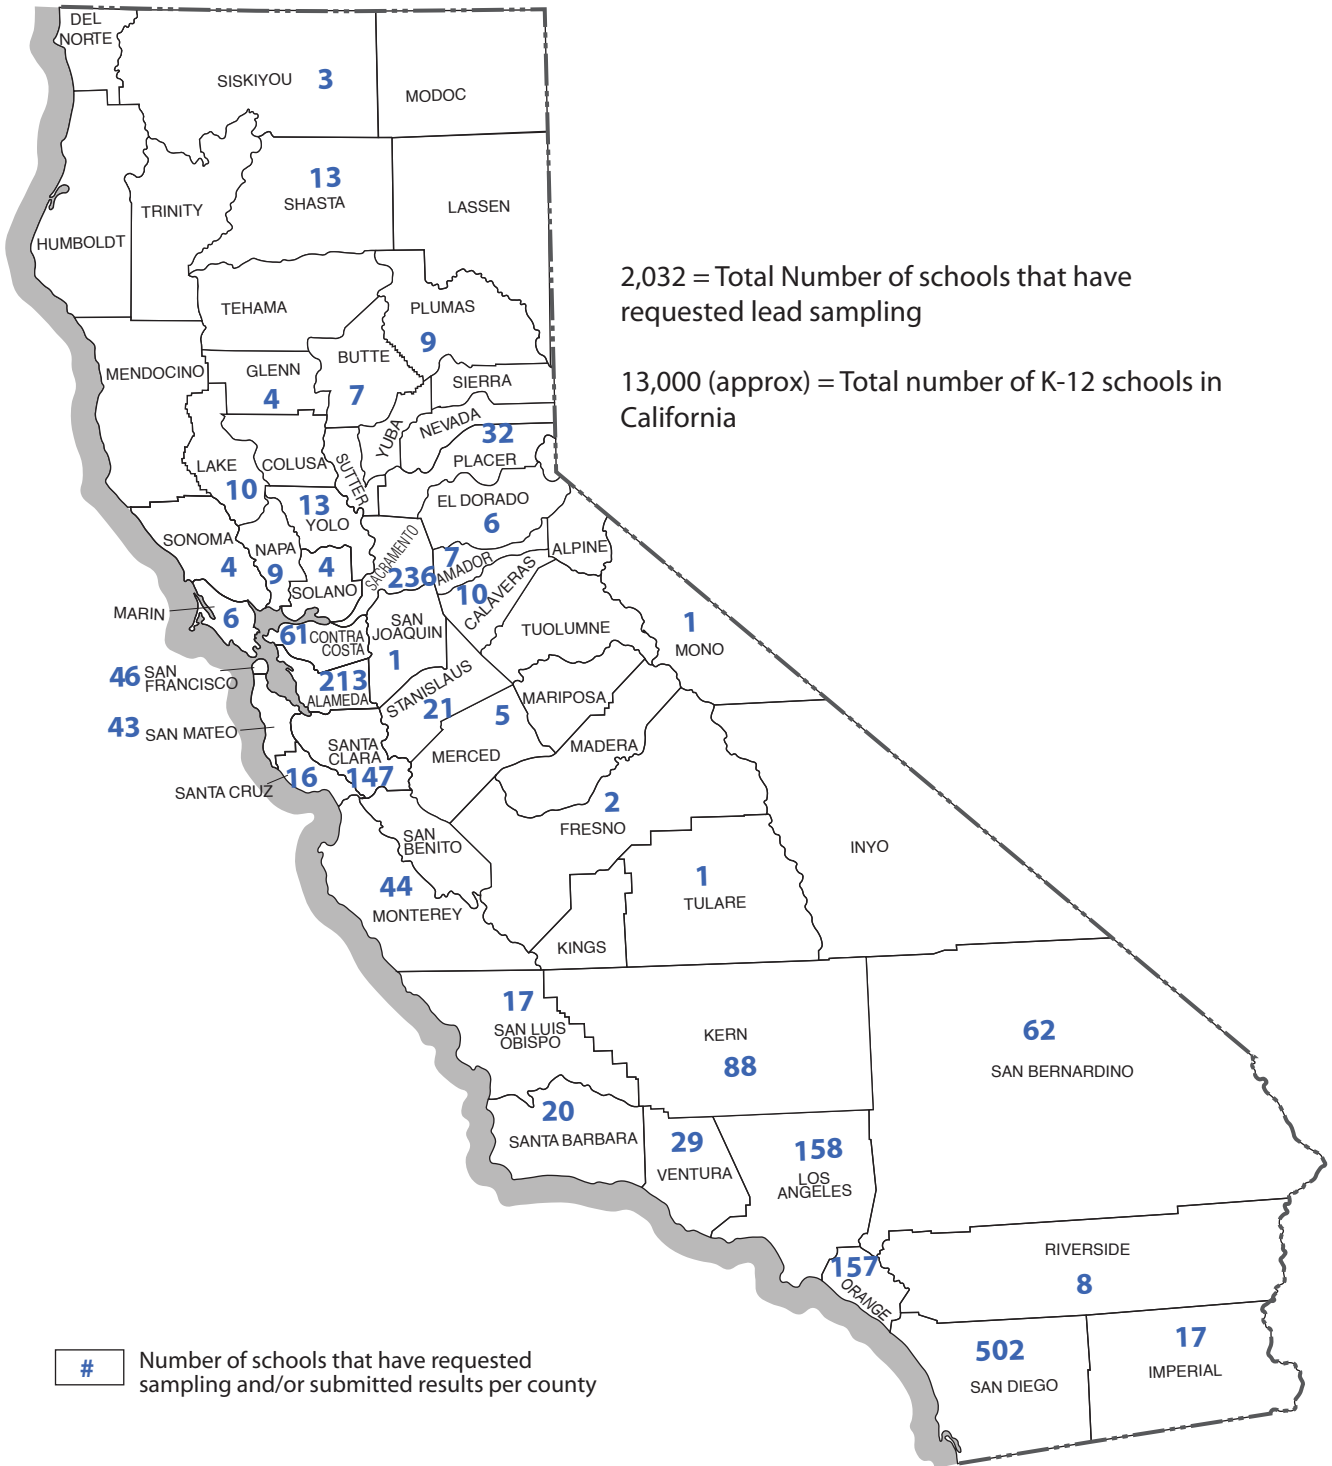 DEL
NORTE
SISKIYOU 3
MODOC
13
SHASTA
TRINITY
LASSEN
HUMBOLDT
2,032 = Total Number of schools that have
requested lead sampling
TEHAMA
PLUMAS
9
BUTTE
7
MENDOCINO
GLENN
4
SIERRA
13,000 (approx) = Total number of K-12 schools in
California
NEVADA
YUBA
32
PLACER
LAKE
10
COLUSA
SUTTER
EL DORADO
6
13
YOLO
SONOMA
4
NAPA
9
4
SOLANO
SACRAMENTO
236
7
AMADOR
ALPINE
10
CALAVERAS
MARIN
6
61 CONTRA
COSTA
SAN
JOAQUIN
1
TUOLUMNE
1
MONO
46 SAN
FRANCISCO
213
ALAMEDA
STANISLAUS
21
MARIPOSA
5
MERCED
43 SAN MATEO
SANTA
CLARA
147
MADERA
16
SANTA CRUZ
2
FRESNO
SAN
BENITO
INYO
44
MONTEREY
1
TULARE
KINGS
17
SAN LUIS
OBISPO
KERN
88
62
SAN BERNARDINO
20
SANTA BARBARA
29
VENTURA
158
LOS
ANGELES
157
ORANGE
RIVERSIDE
8
502
SAN DIEGO
17
IMPERIAL
# Number of schools that have requested
sampling and/or submitted results per county